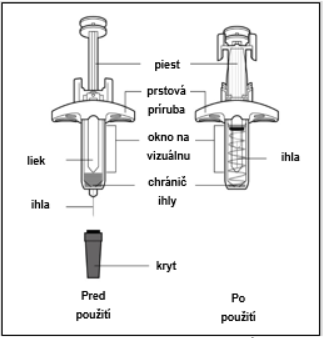 piest
prstová
príruba
okno na
vizuálnu
liek
ihla
chránič
ihly
ihla
kryt
Pred
použití
Po
použití